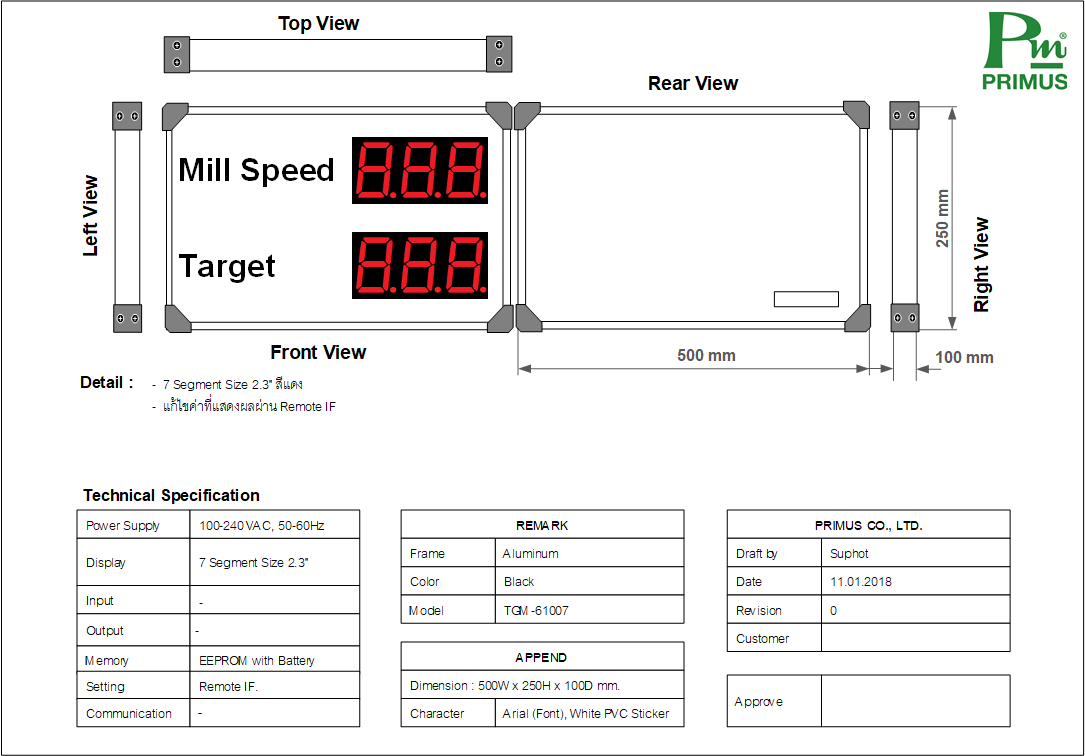 Top View
Pm®
PRIMUS
Rear View
Left View
Mill Speed 8.8.8.
Target 8.8.8.
250 mm
Right View
Front View
500 mm
100 mm
Detail :
- 7 Segment Size 2.3" สีแดง
- แก้ไขค่าที่แสดงผลผ่าน Remote IF
Technical Specification
Power Supply 100-240VAC, 50-60Hz
Display 7 Segment Size 2.3"
Input -
Output -
Memory EEPROM with Battery
Setting Remote IF.
Communication -
REMARK
Frame Aluminum
Color Black
Model TGM-61007
APPEND
Dimension : 500W x 250H x 100D mm.
Character Arial (Font), White PVC Sticker
PRIMUS CO., LTD.
Draft by Suphot
Date 11.01.2018
Revision 0
Customer
Approve